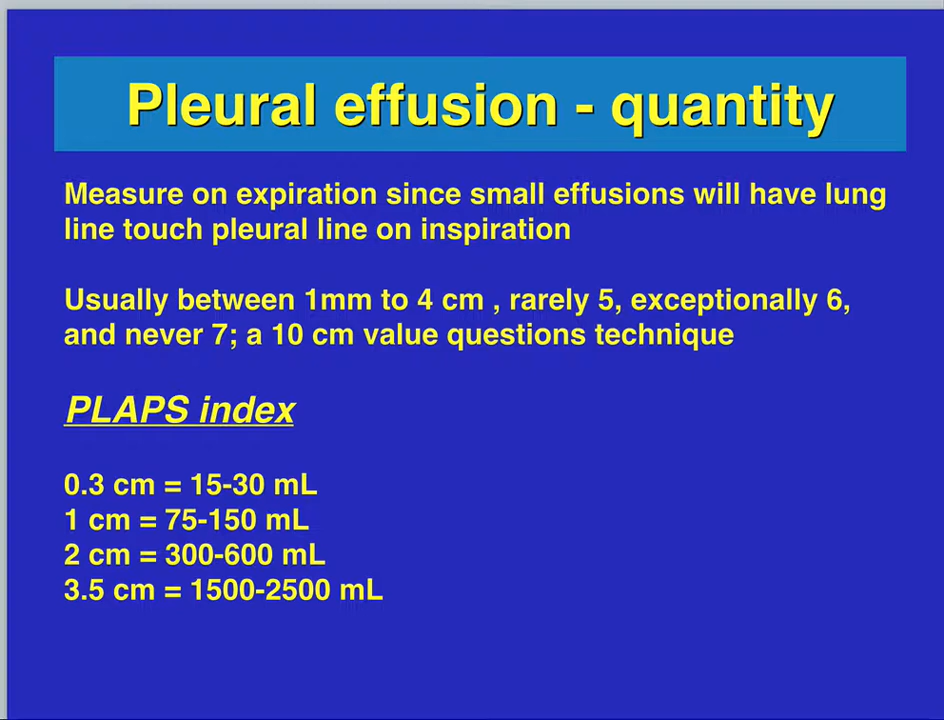 Pleural effusion - quantity
Measure on expiration since small effusions will have lung
line touch pleural line on inspiration
Usually between 1mm to 4 cm , rarely 5, exceptionally 6,
and never 7; a 10 cm value questions technique
PLAPS index
0.3 cm = 15-30 mL
1 cm = 75-150 mL
2 cm = 300-600 mL
3.5 cm = 1500-2500 mL